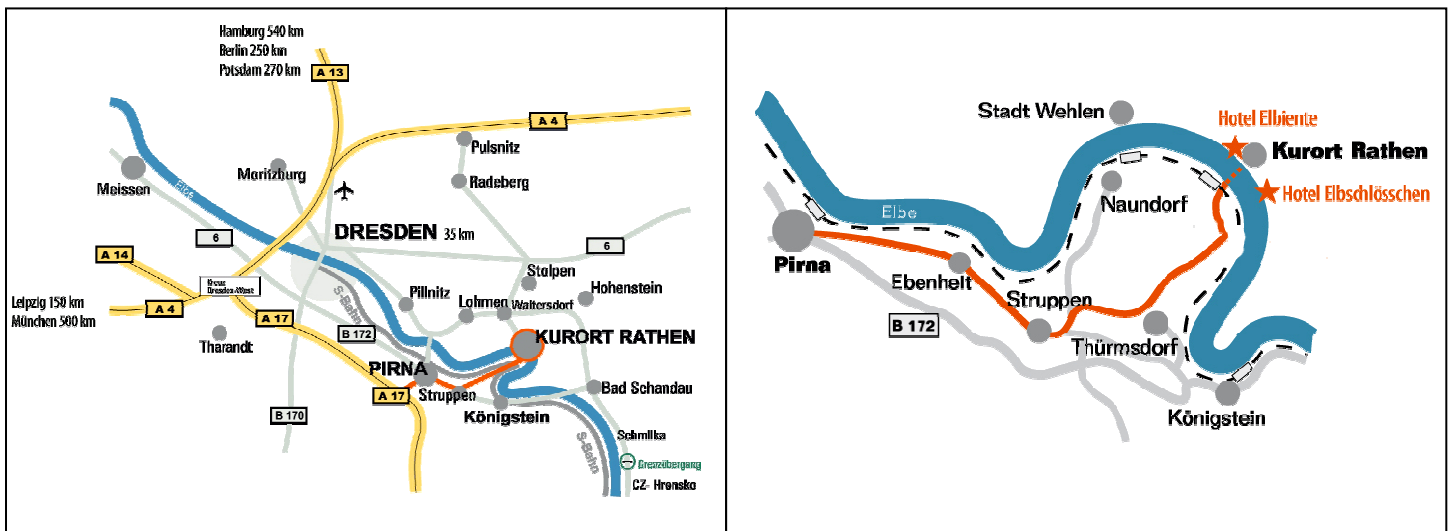 Hamburg 540 km
Berlin 250 km
Potsdam 270 km
A 13
A 4
Pulsnitz
Moritzburg
Meissen
Radeberg
Elbe
6
DRESDEN 35 km
6
A 14
Stolpen
Kreuz
Dresden-West
Hohenstein
Pillnitz
Lohmen
Waltersdorf
Leipzig 150 km
München 500 km
A 4
S-Bahn
A 17
B 172
Tharandt
KURORT RATHEN
PIRNA
A 17
Struppen
Bad Schandau
B 170
Königstein
Schmilka
S-Bahn
Grenzübergang
CZ- Hrensko
Stadt Wehlen
Hotel Elbiente
Kurort Rathen
Hotel Elbschlösschen
Naundorf
Elbe
Pirna
Ebenheit
Struppen
B 172
Thürmsdorf
Königstein